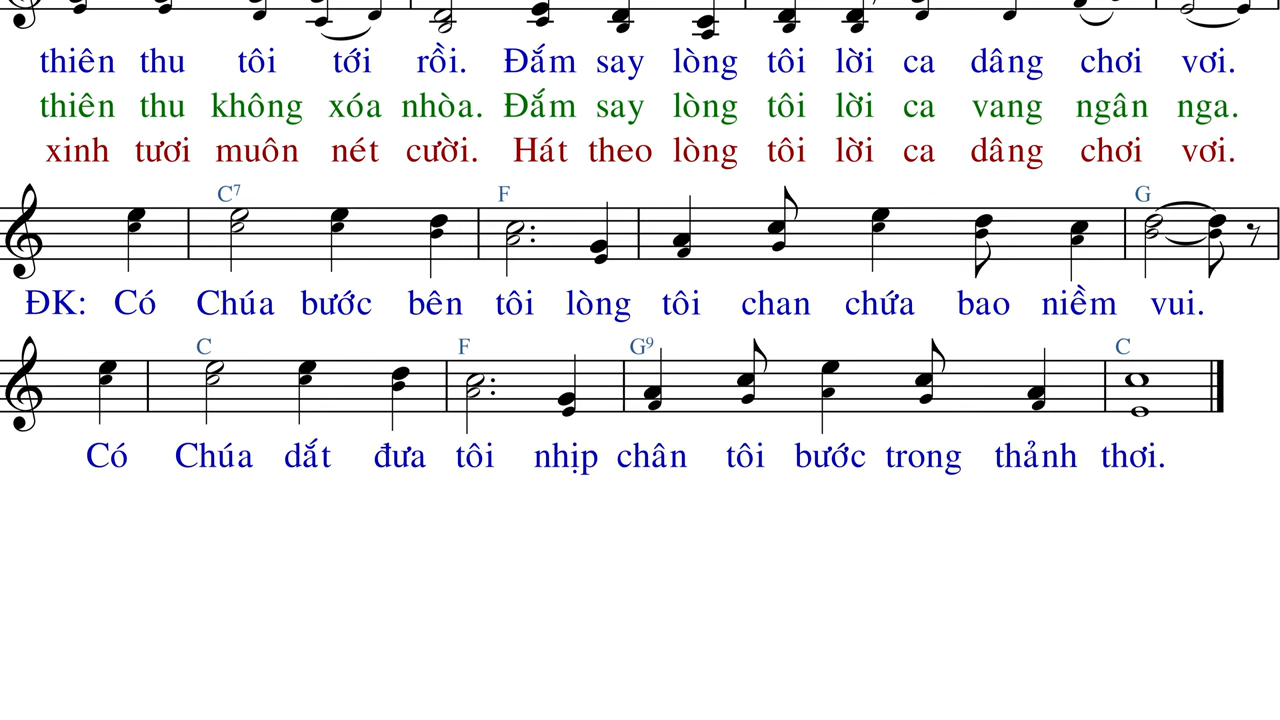 thiên thu tôi tới rồi. Đắm say lòng tôi lời ca dâng chơi vơi.
thiên thu không xóa nhòa. Đắm say lòng tôi lời ca vang ngân nga.
xinh tươi muôn nét cười. Hát theo lòng tôi lời ca dâng chơi vơi.
C7 F G
ĐK: Có Chúa bước bên tôi lòng tôi chan chứa bao niềm vui.
C F G9 C
Có Chúa dắt đưa tôi nhịp chân tôi bước trong thảnh thơi.